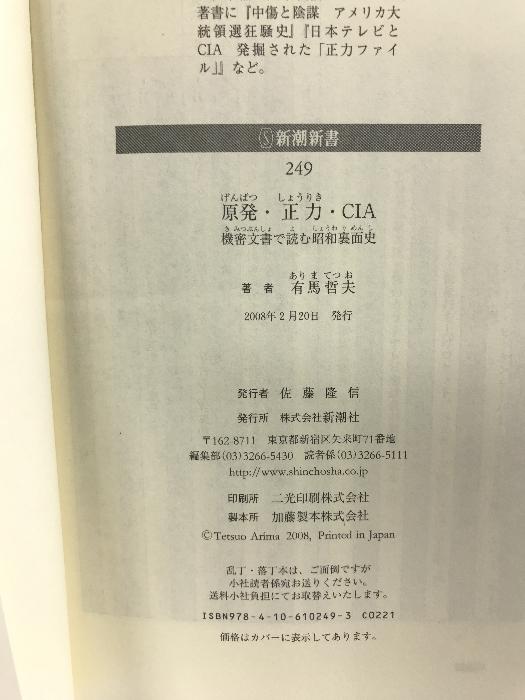 著書に『中傷と陰謀　アメリカ大
統領選狂騒史』『日本テレビと
CIA　発掘された「正力ファイ
ル」』など。
Ⓢ新潮新書
249
げんぱつ　しょうりき
原発・正力・CIA
きみつぶんしょ　よ　しょうわりめんし
機密文書で読む昭和裏面史
ありまてつお
著者　有馬哲夫
2008年2月20日　発行
発行者　佐藤隆信
発行所　株式会社新潮社
〒162-8711　東京都新宿区矢来町71番地
編集部(03)3266-5430　読者係(03)3266-5111
http://www.shinchosha.co.jp
印刷所　二光印刷株式会社
製本所　加藤製本株式会社
©Tetsuo Arima 2008, Printed in Japan
乱丁・落丁本は、ご面倒ですが
小社読者係宛お送りください。
送料小社負担にてお取替えいたします。
ISBN978-4-10-610249-3 C0221
価格はカバーに表示してあります。